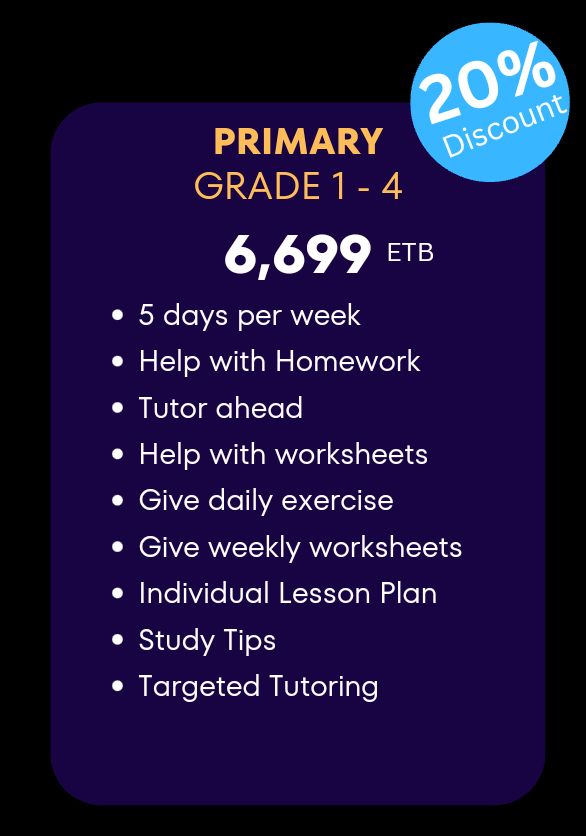 20%
Discount
PRIMARY
GRADE 1 - 4
6,699 ETB
• 5 days per week
• Help with Homework
• Tutor ahead
• Help with worksheets
• Give daily exercise
• Give weekly worksheets
• Individual Lesson Plan
• Study Tips
• Targeted Tutoring